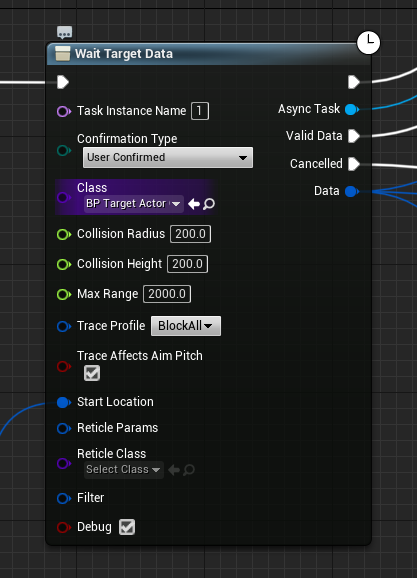 Wait Target Data
Async Task
Task Instance Name 1
Valid Data
Confirmation Type
User Confirmed
Cancelled
Class
BP Target Actor
Data
Collision Radius 200.0
Collision Height 200.0
Max Range 2000.0
Trace Profile BlockAll
Trace Affects Aim Pitch
Start Location
Reticle Params
Reticle Class
Select Class
Filter
Debug